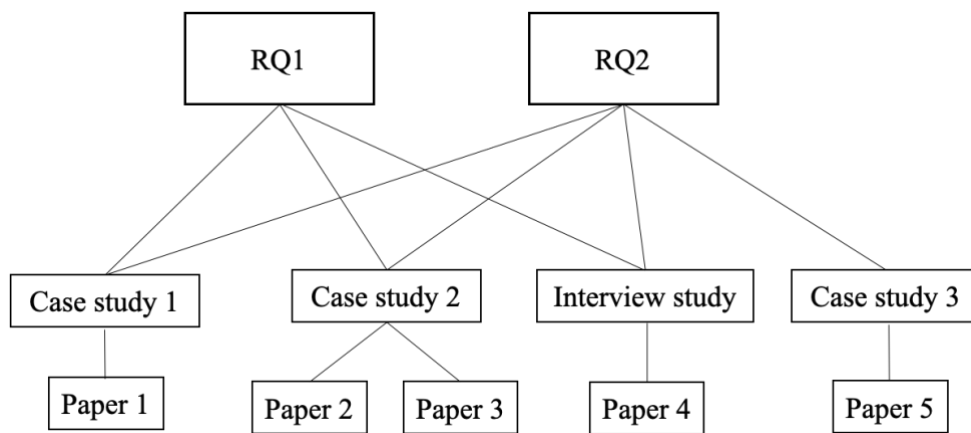 RQ1
RQ2
Case study 1
Case study 2
Interview study
Case study 3
Paper 1
Paper 2
Paper 3
Paper 4
Paper 5